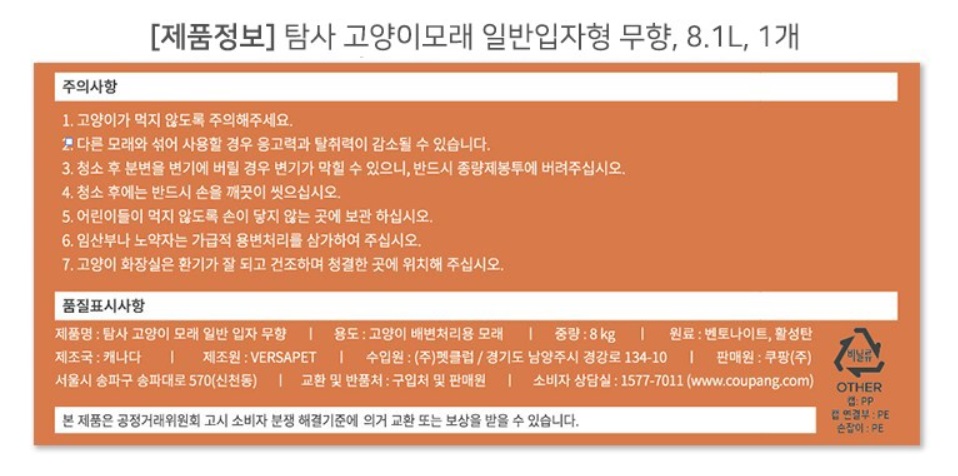 [제품정보] 탐사 고양이모래 일반입자형 무향, 8.1L, 1개
주의사항
1. 고양이가 먹지 않도록 주의해주세요.
2. 다른 모래와 섞어 사용할 경우 응고력과 탈취력이 감소될 수 있습니다.
3. 청소 후 분변을 변기에 버릴 경우 변기가 막힐 수 있으니, 반드시 종량제봉투에 버려주십시오.
4. 청소 후에는 반드시 손을 깨끗이 씻으십시오.
5. 어린이들이 먹지 않도록 손이 닿지 않는 곳에 보관 하십시오.
6. 임산부나 노약자는 가급적 용변처리를 삼가하여 주십시오.
7. 고양이 화장실은 환기가 잘 되고 건조하며 청결한 곳에 위치해 주십시오.
품질표시사항
제품명 : 탐사 고양이 모래 일반 입자 무향 | 용도 : 고양이 배변처리용 모래 | 중량 : 8 kg | 원료 : 벤토나이트, 활성탄
제조국 : 캐나다 | 제조원 : VERSAPET | 수입원 : (주)펫클럽 / 경기도 남양주시 경강로 134-10 | 판매원 : 쿠팡(주)
서울시 송파구 송파대로 570(신천동) | 교환 및 반품처 : 구입처 및 판매원 | 소비자 상담실 : 1577-7011 (www.coupang.com)
본 제품은 공정거래위원회 고시 소비자 분쟁 해결기준에 의거 교환 또는 보상을 받을 수 있습니다.
비닐류
OTHER
캡: PP
캡 연결부 : PE
손잡이 : PE